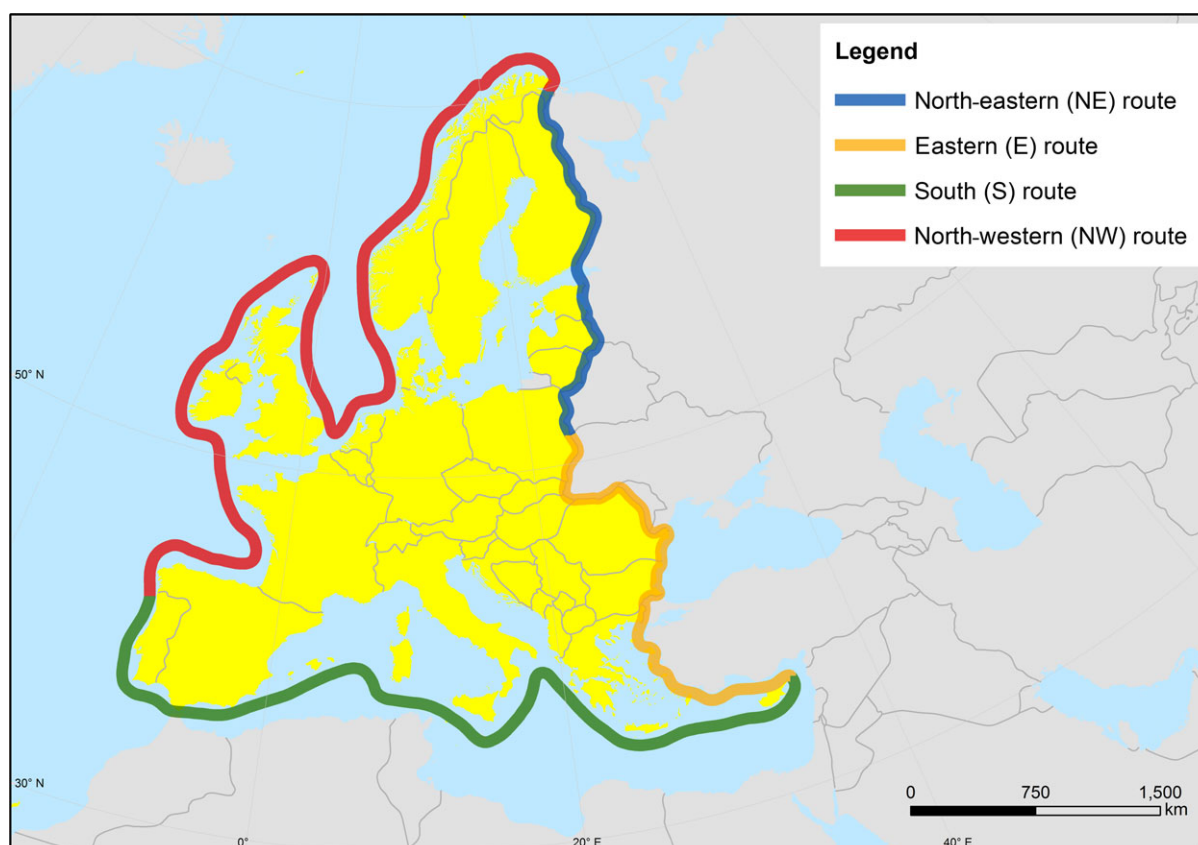 Legend
North-eastern (NE) route
Eastern (E) route
South (S) route
North-western (NW) route
50° N
30° N
0°
20° E
40° E
0 750 1,500
km